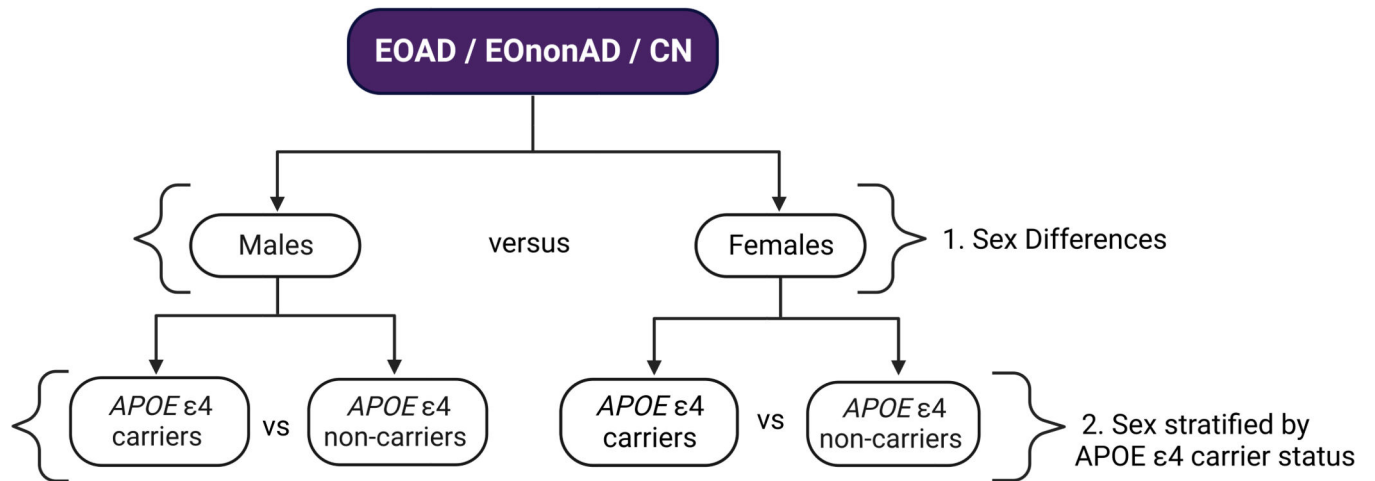 EOAD / EOnonAD / CN
Males
versus
Females
1. Sex Differences
APOE ε4
carriers
vs
APOE ε4
non-carriers
APOE ε4
carriers
vs
APOE ε4
non-carriers
2. Sex stratified by
APOE ε4 carrier status